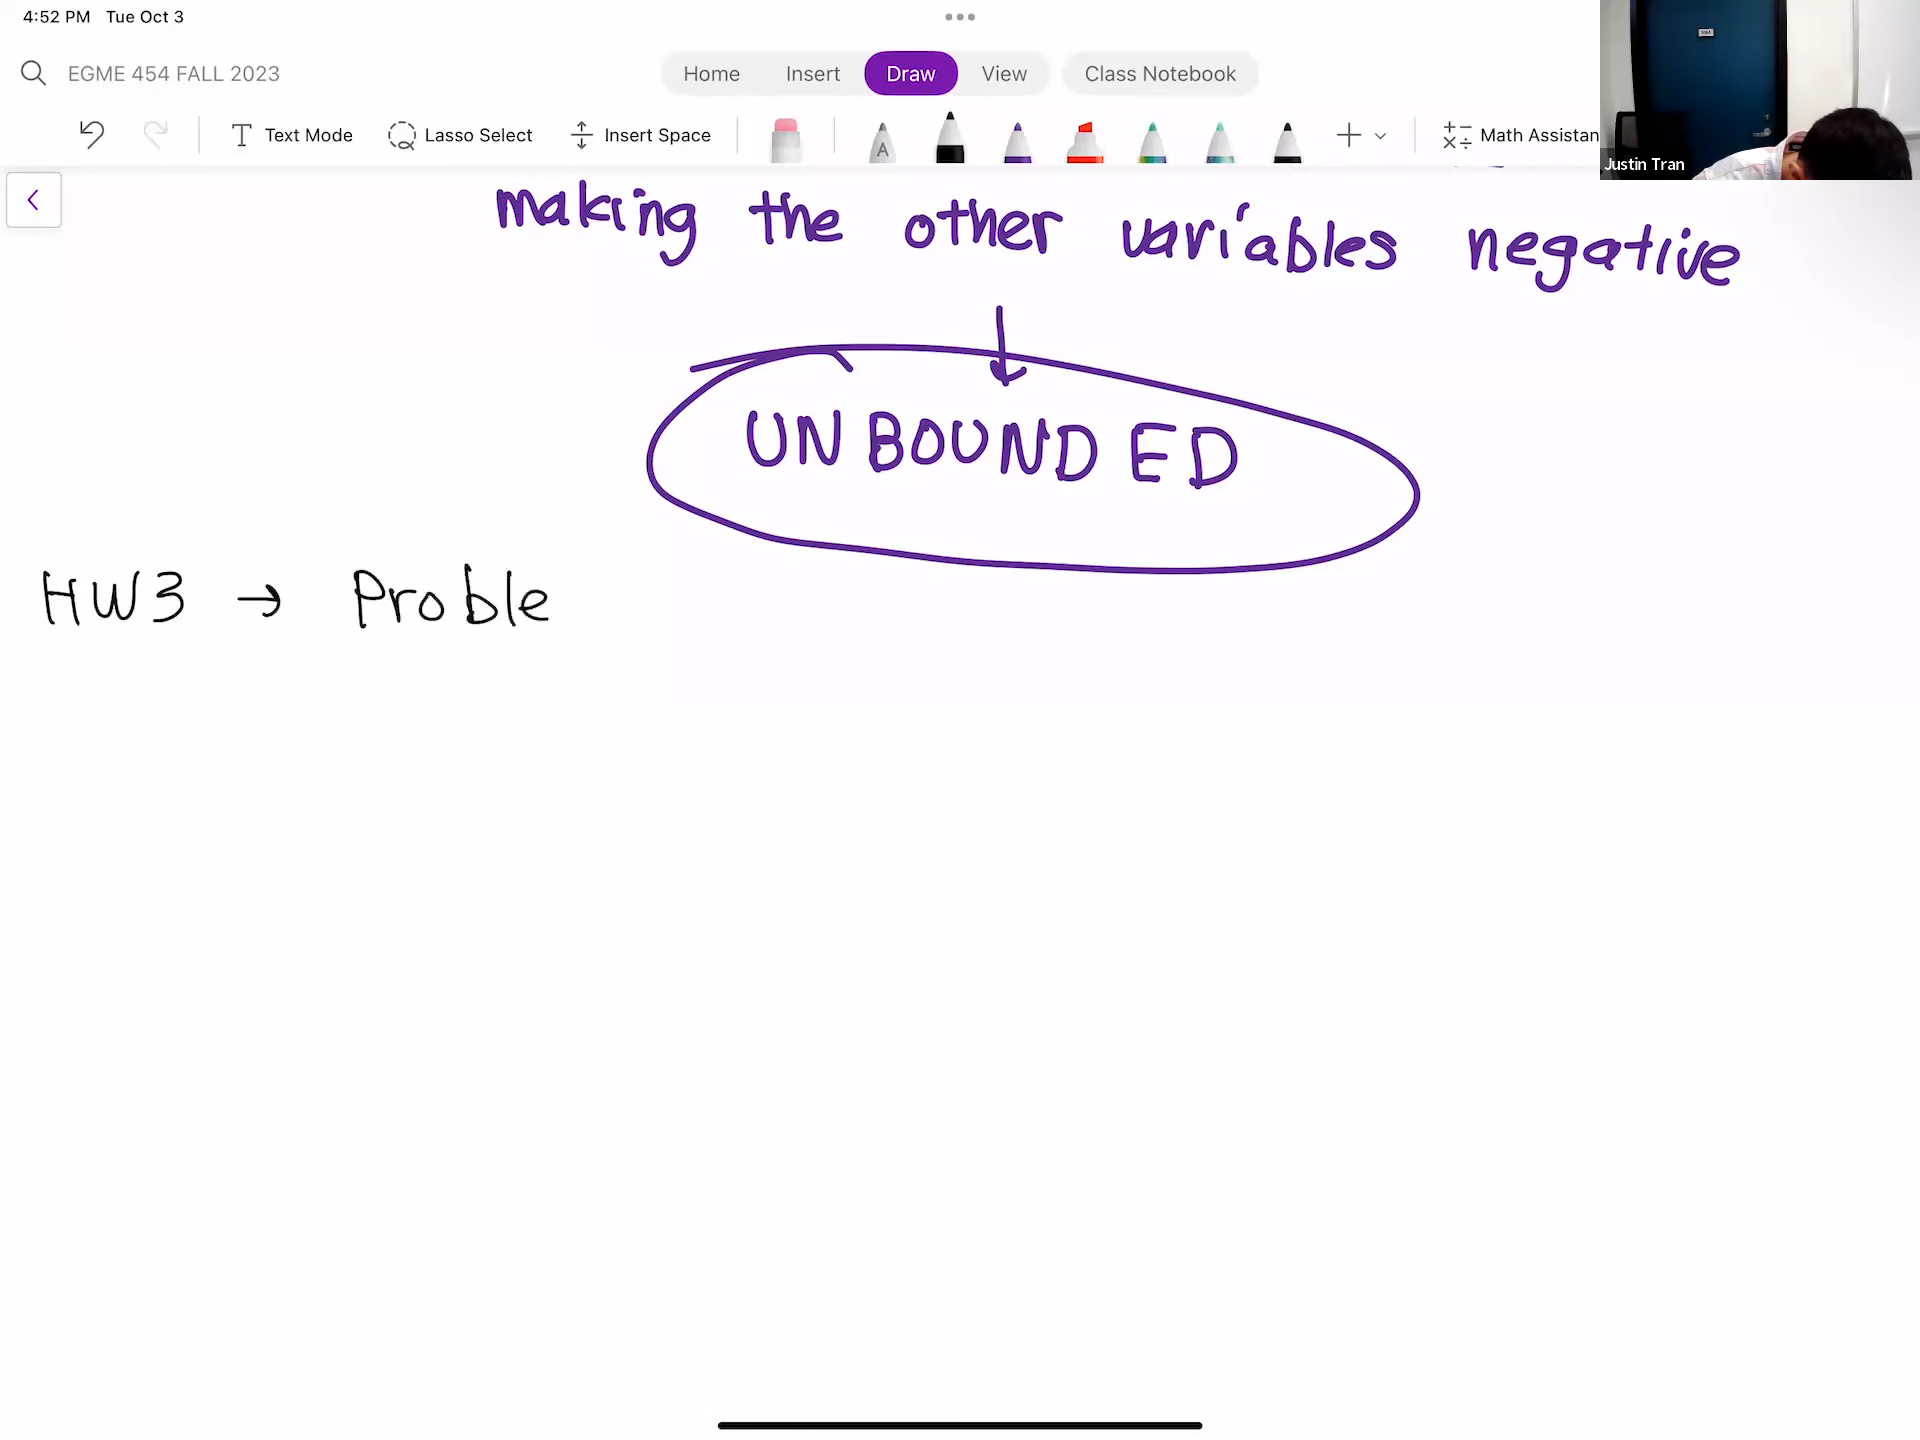 4:52 PM Tue Oct 3
EGME 454 FALL 2023
Home Insert Draw View Class Notebook
Text Mode Lasso Select Insert Space A Math Assistan
Justin Tran
making the other variables negative
UNBOUNDED
HW3 → Proble